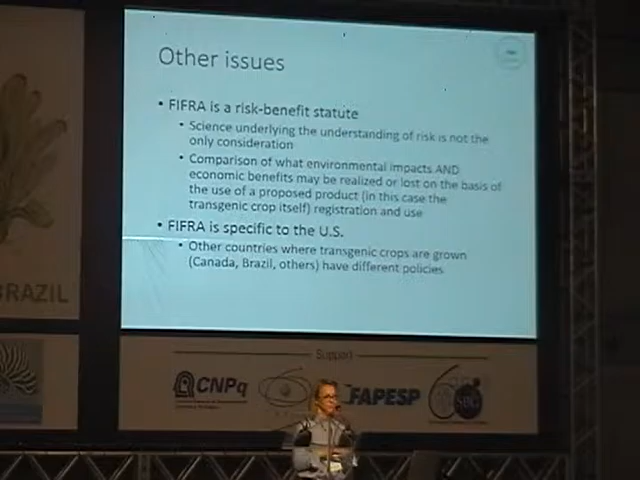 Other issues
• FIFRA is a risk-benefit statute
• Science underlying the understanding of risk is not the
only consideration
• Comparison of what environmental impacts AND
economic benefits may be realized or lost on the basis of
the use of a proposed product (in this case the
transgenic crop itself) registration and use
• FIFRA is specific to the U.S.
• Other countries where transgenic crops are grown
(Canada, Brazil, others) have different policies
BRAZIL
Support
CNPq
FAPESP